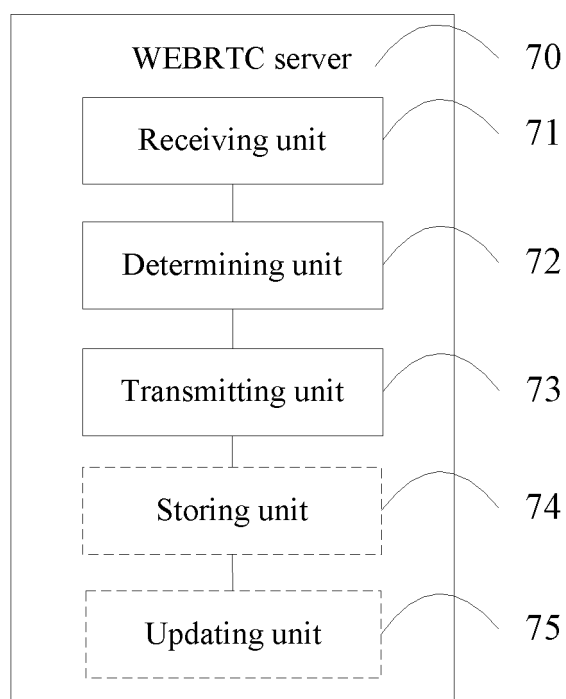 WEBRTC server 70
Receiving unit 71
Determining unit 72
Transmitting unit 73
Storing unit 74
Updating unit 75